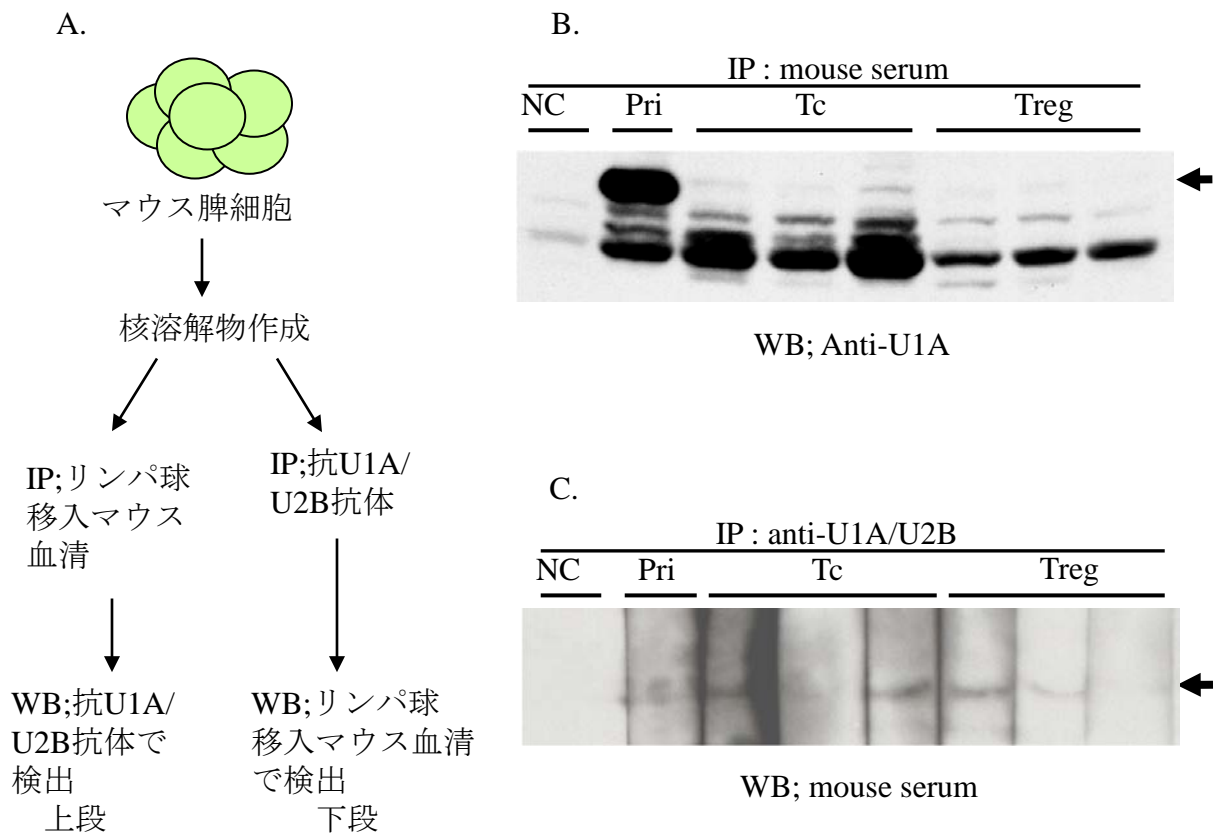 A.
マウス脾細胞
核溶解物作成
IP;リンパ球
移入マウス
血清
IP;抗U1A/
U2B抗体
WB;抗U1A/
U2B抗体で
検出
上段
WB;リンパ球
移入マウス血清
で検出
下段
B.
IP : mouse serum
NC Pri Tc Treg
WB; Anti-U1A
C.
IP : anti-U1A/U2B
NC Pri Tc Treg
WB; mouse serum